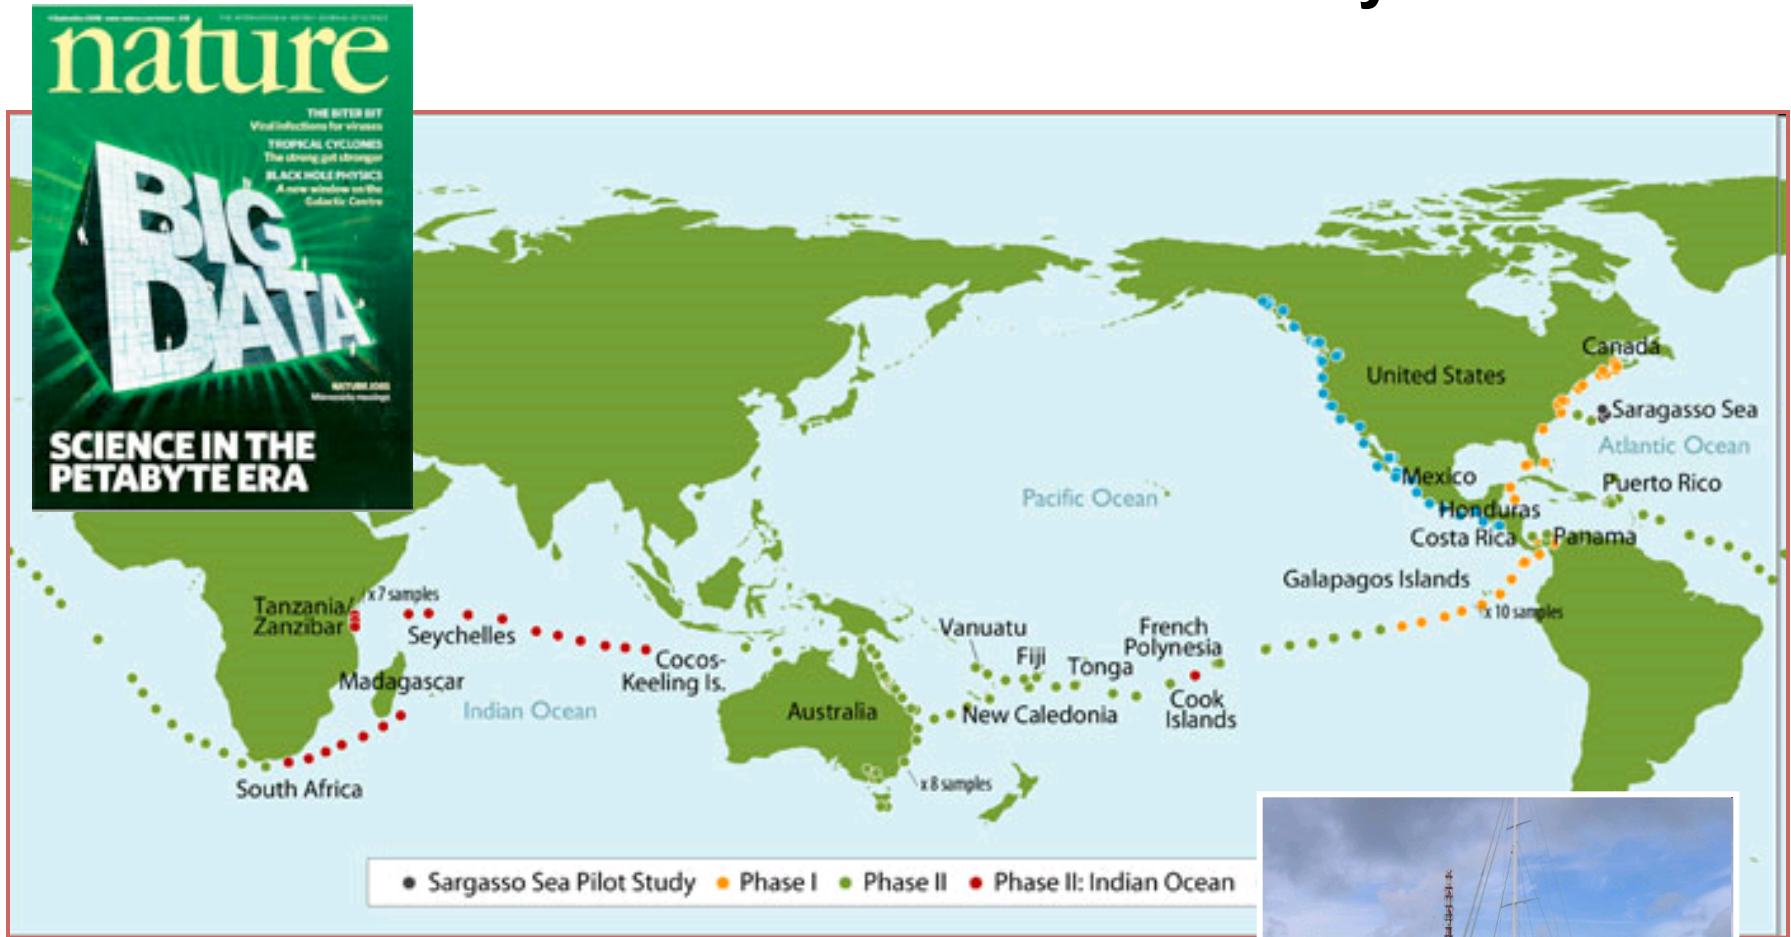 nature
THE BITER BIT
Viral infections for viruses
TROPICAL CYCLONES
The strong get stronger
BLACK HOLE PHYSICS
A new window on the
Galactic Centre
BIG
DATA
NATURE JOBS
SCIENCE IN THE
PETABYTE ERA
Canada
United States
Saragasso Sea
Atlantic Ocean
Mexico
Puerto Rico
Pacific Ocean
Honduras
Costa Rica
Panama
Galapagos Islands
x 10 samples
x 7 samples
Tanzania/
Zanzibar
Seychelles
Cocos-
Keeling Is.
Madagascar
Indian Ocean
South Africa
Australia
x 8 samples
Vanuatu
Fiji
Tonga
French
Polynesia
Cook
Islands
New Caledonia
Sargasso Sea Pilot Study Phase I Phase II Phase II: Indian Ocean